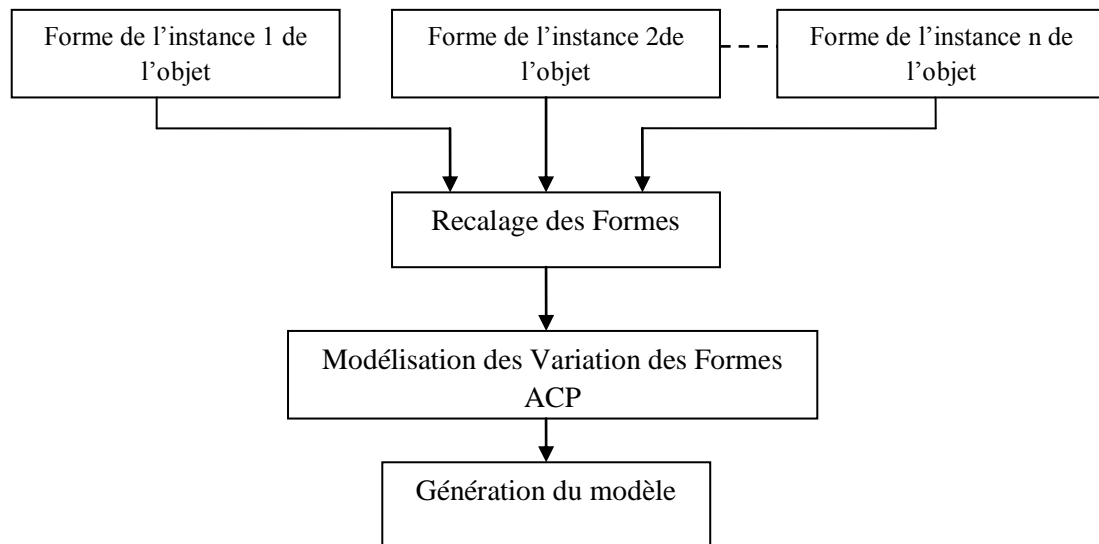 Forme de l’instance 1 de
l’objet
Forme de l’instance 2de
l’objet
Forme de l’instance n de
l’objet
Recalage des Formes
Modélisation des Variation des Formes
ACP
Génération du modèle